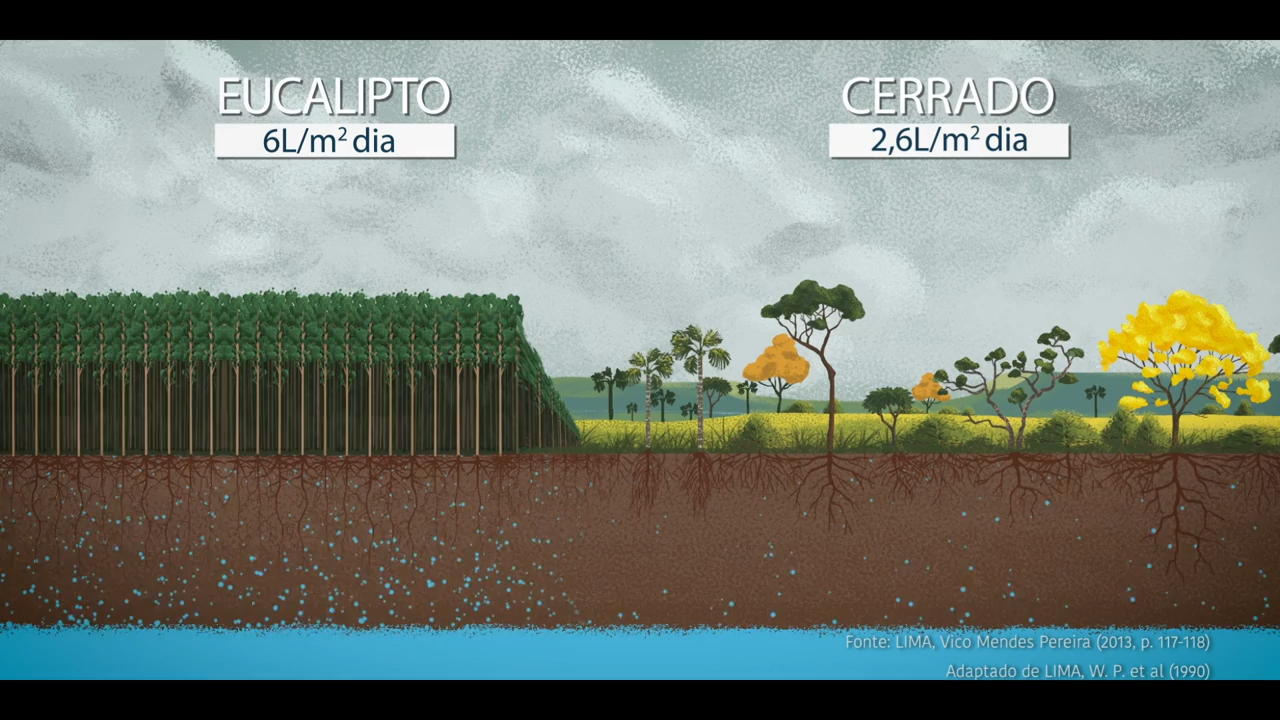 EUCALIPTO
6L/m² dia
CERRADO
2,6L/m² dia
Fonte: LIMA, Vico Mendes Pereira (2013, p. 117-118)
Adaptado de LIMA, W. P. et al (1990)